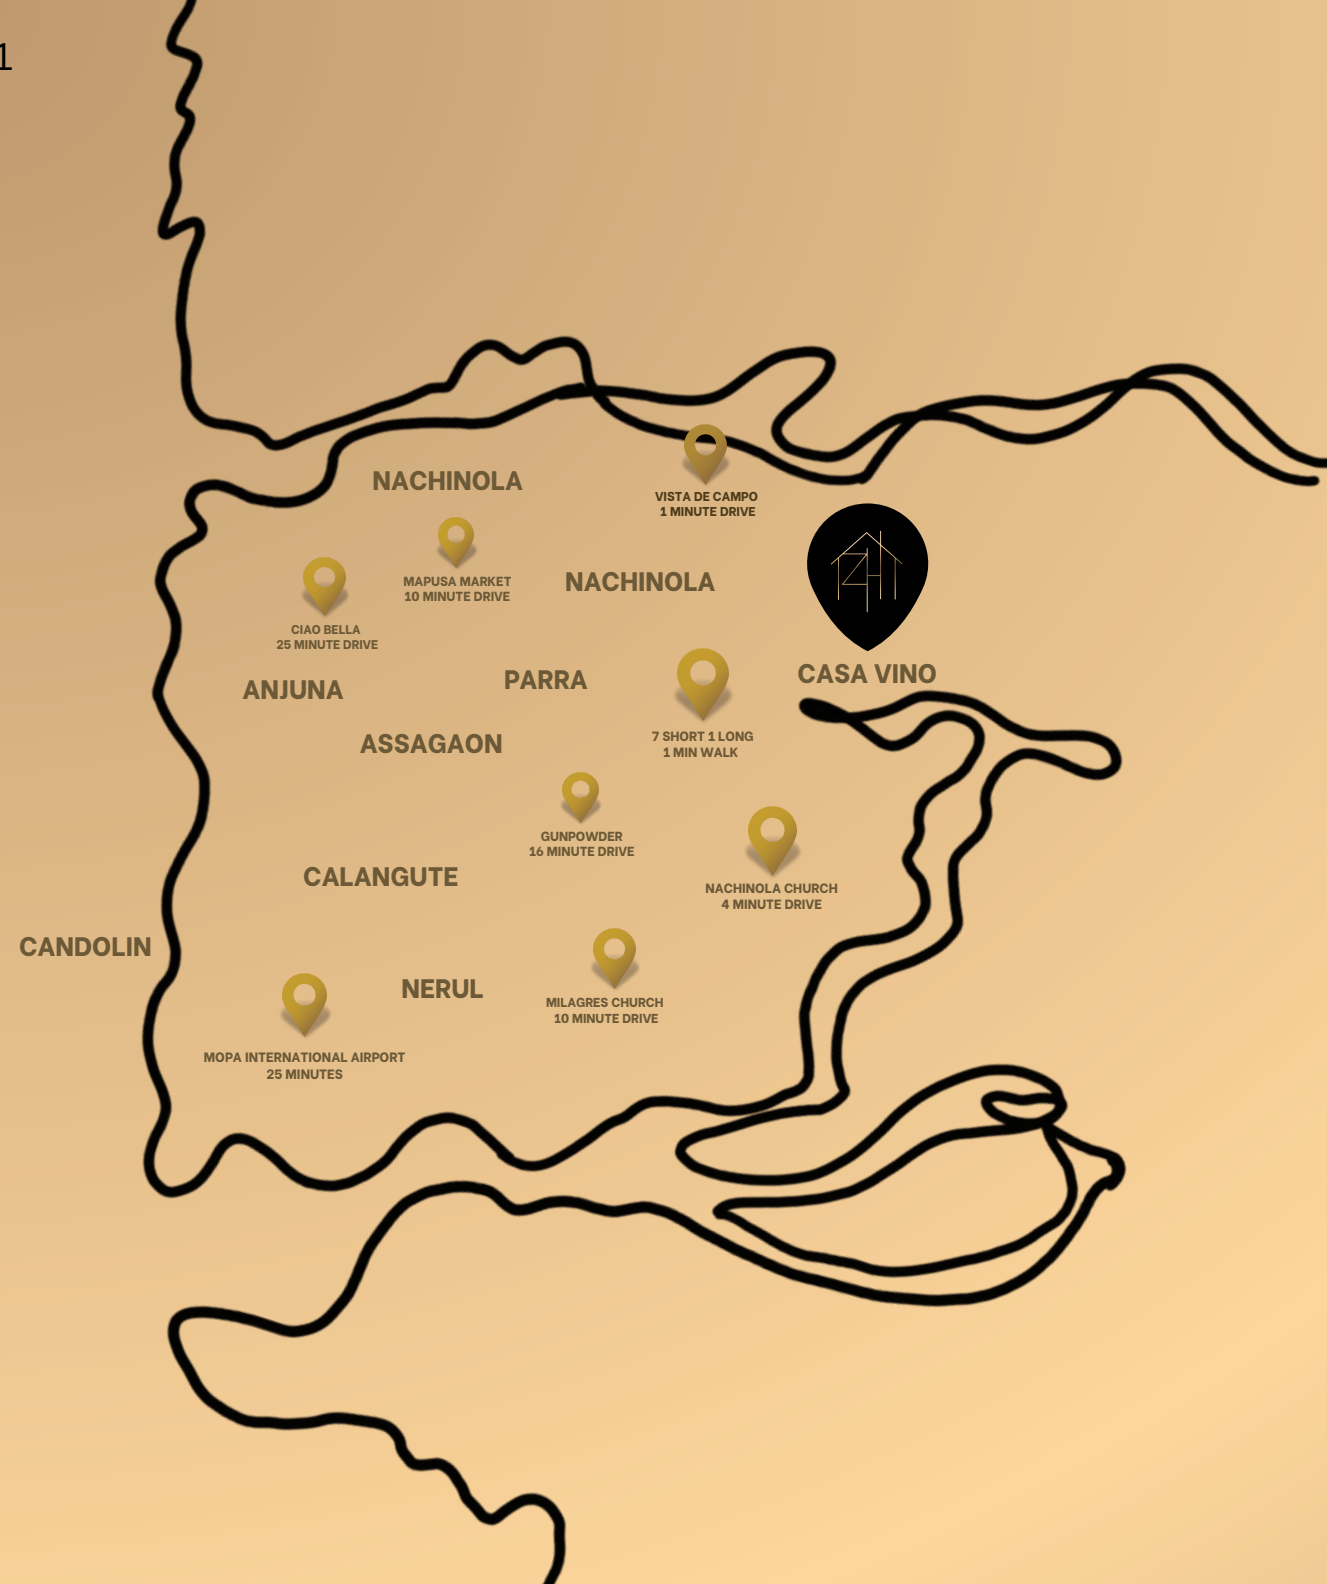 1
NACHINOLA
VISTA DE CAMPO
1 MINUTE DRIVE
MAPUSA MARKET
10 MINUTE DRIVE
NACHINOLA
CIAO BELLA
25 MINUTE DRIVE
CASA VINO
PARRA
ANJUNA
7 SHORT 1 LONG
1 MIN WALK
ASSAGAON
GUNPOWDER
16 MINUTE DRIVE
CALANGUTE
NACHINOLA CHURCH
4 MINUTE DRIVE
CANDOLIN
NERUL
MILAGRES CHURCH
10 MINUTE DRIVE
MOPA INTERNATIONAL AIRPORT
25 MINUTES